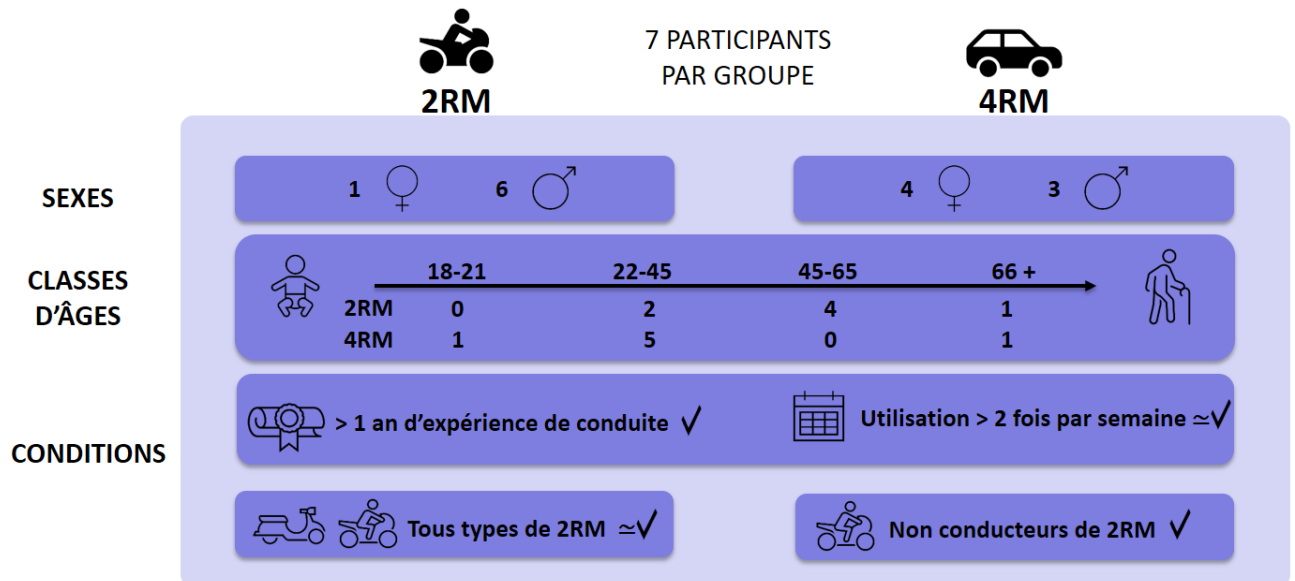 7 PARTICIPANTS
PAR GROUPE
2RM
4RM
SEXES
1 6
4 3
CLASSES
D'ÂGES
18-21 22-45 45-65 66 +
2RM 0 2 4 1
4RM 1 5 0 1
CONDITIONS
> 1 an d'expérience de conduite ✓
Utilisation > 2 fois par semaine ≃✓
Tous types de 2RM ≃✓
Non conducteurs de 2RM ✓